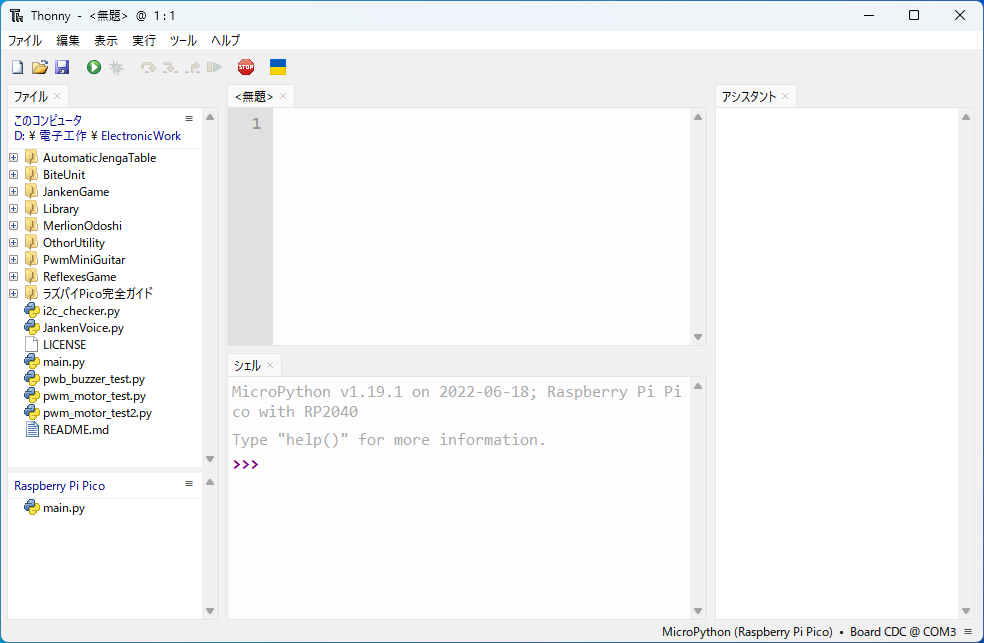 Thonny - <無題> @ 1 : 1
ファイル 編集 表示 実行 ツール ヘルプ
STOP
ファイル ×
このコンピュータ
D: ¥ 電子工作 ¥ ElectronicWork
AutomaticJengaTable
BiteUnit
JankenGame
Library
MerlionOdoshi
OthorUtility
PwmMiniGuitar
ReflexesGame
ラズパイPico完全ガイド
i2c_checker.py
JankenVoice.py
LICENSE
main.py
pwb_buzzer_test.py
pwm_motor_test.py
pwm_motor_test2.py
README.md
Raspberry Pi Pico
main.py
<無題> ×
1
シェル ×
MicroPython v1.19.1 on 2022-06-18; Raspberry Pi Pi
co with RP2040
Type "help()" for more information.
>>>
アシスタント ×
MicroPython (Raspberry Pi Pico) • Board CDC @ COM3 ≡